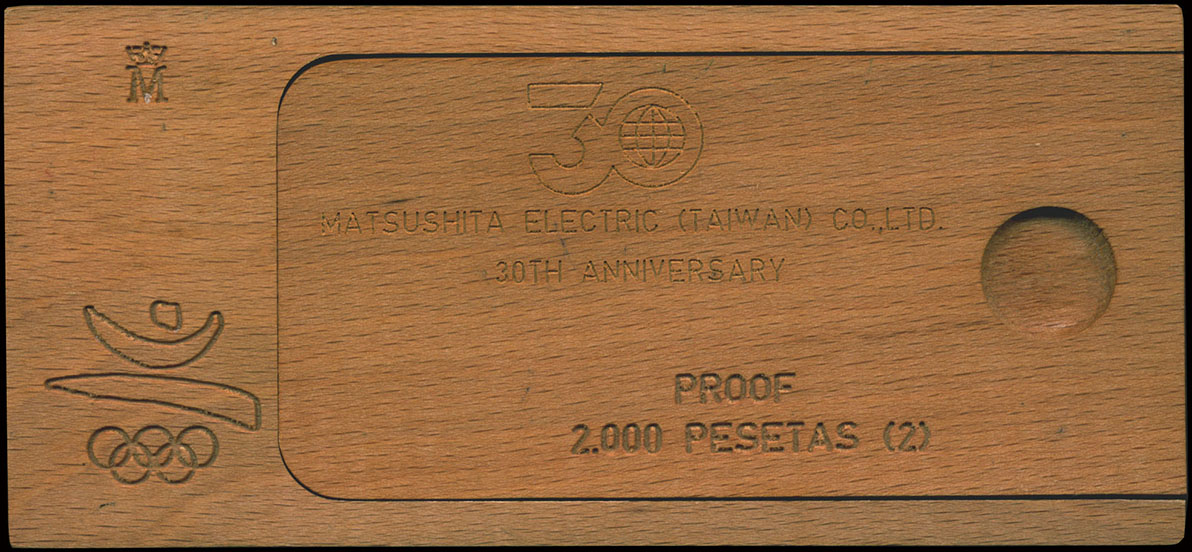 M
30
MATSUSHITA ELECTRIC (TAIWAN) CO.,LTD.
30TH ANNIVERSARY
PROOF
2.000 PESETAS (2)